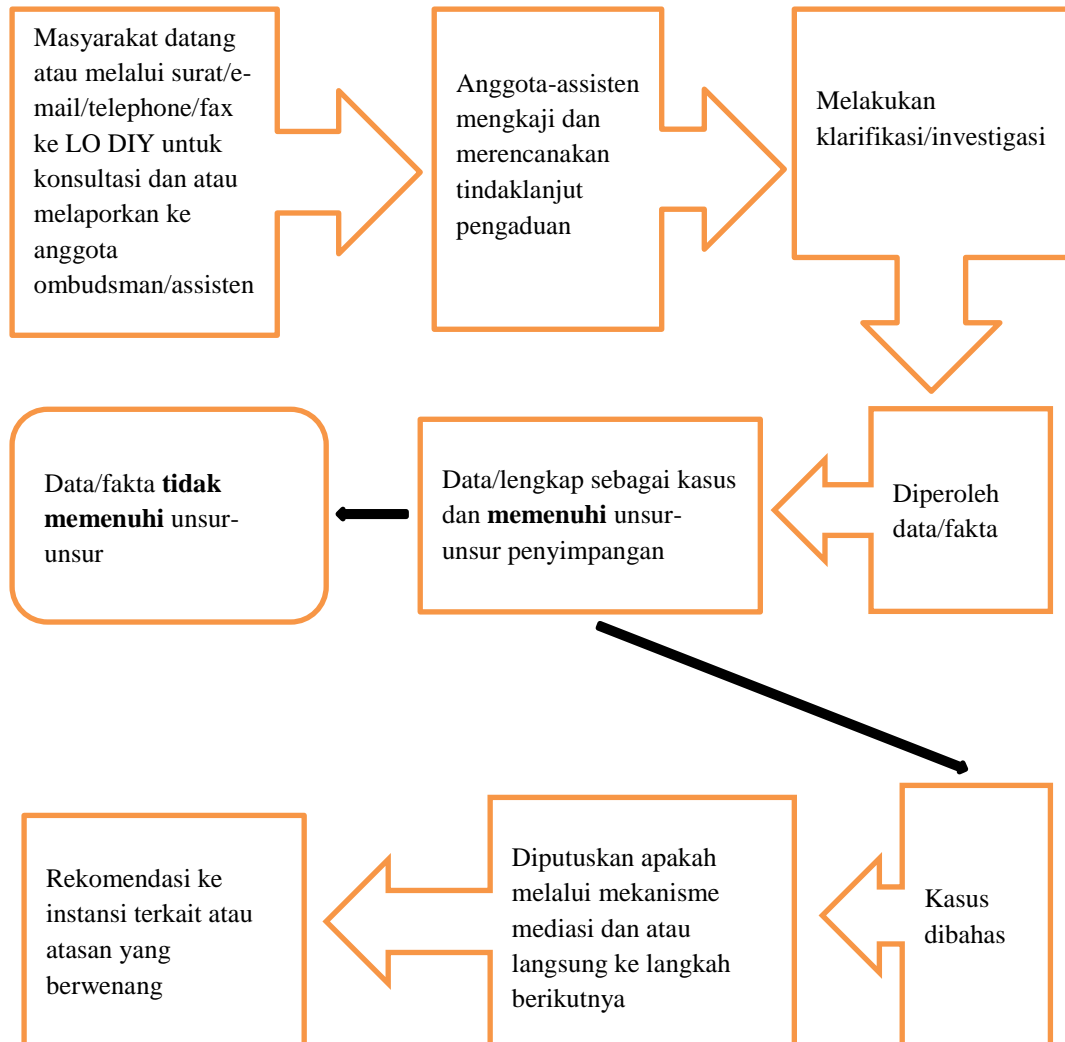 Masyarakat datang
atau melalui surat/e-
mail/telephone/fax
ke LO DIY untuk
konsultasi dan atau
melaporkan ke
anggota
ombudsman/assisten
Anggota-assisten
mengkaji dan
merencanakan
tindaklanjut
pengaduan
Melakukan
klarifikasi/investigasi
Diperoleh
data/fakta
Data/lengkap sebagai kasus
dan memenuhi unsur-
unsur penyimpangan
Data/fakta tidak
memenuhi unsur-
unsur
Kasus
dibahas
Diputuskan apakah
melalui mekanisme
mediasi dan atau
langsung ke langkah
berikutnya
Rekomendasi ke
instansi terkait atau
atasan yang
berwenang